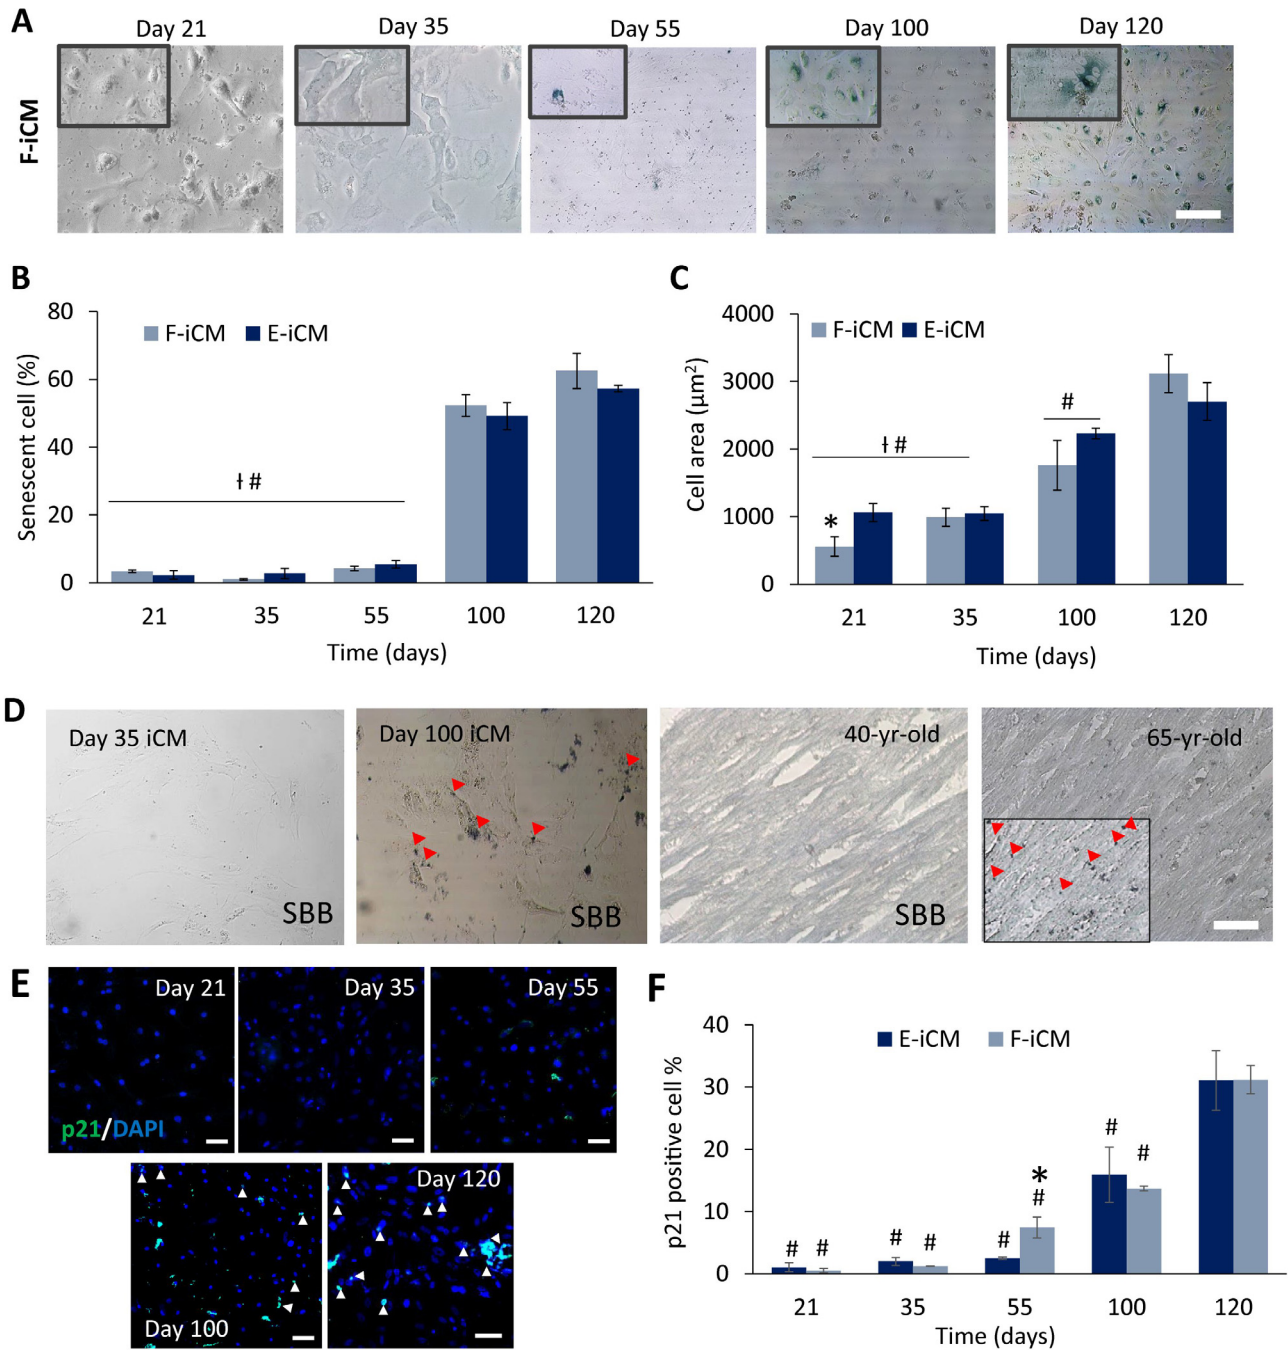 A
Day 21 Day 35 Day 55 Day 100 Day 120
F-iCM
B
80
60
40
20
0
Senescent cell (%)
F-iCM E-iCM
ƚ #
21 35 55 100 120
Time (days)
C
4000
3000
2000
1000
0
Cell area (µm²)
F-iCM E-iCM
*
ƚ #
#
21 35 100 120
Time (days)
D
Day 35 iCM
SBB
Day 100 iCM
SBB
40-yr-old
SBB
65-yr-old
E
Day 21
p21/DAPI
Day 35
Day 55
Day 100
Day 120
F
40
30
20
10
0
p21 positive cell %
E-iCM F-iCM
# # # # # * # # #
21 35 55 100 120
Time (days)